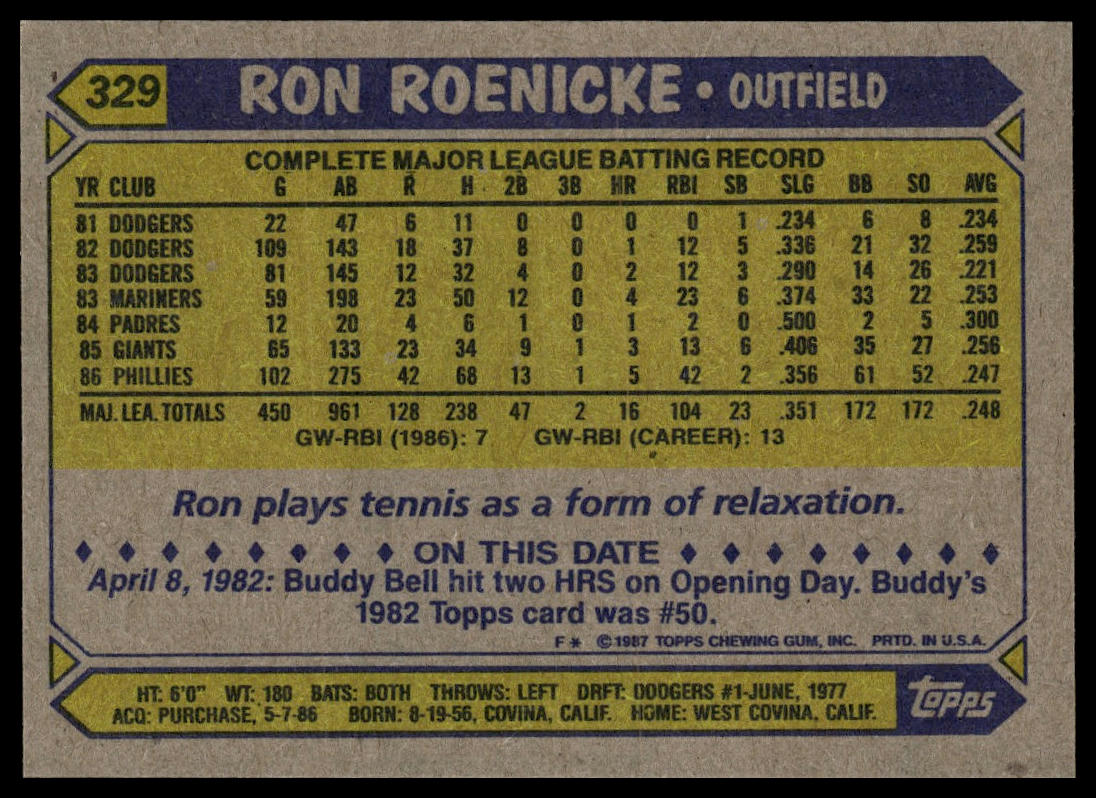 329 RON ROENICKE • OUTFIELD
COMPLETE MAJOR LEAGUE BATTING RECORD
YR CLUB G AB R H 2B 3B HR RBI SB SLG BB SO AVG
81 DODGERS 22 47 6 11 0 0 0 0 1 .234 6 8 .234
82 DODGERS 109 143 18 37 8 0 1 12 5 .336 21 32 .259
83 DODGERS 81 145 12 32 4 0 2 12 3 .290 14 26 .221
83 MARINERS 59 198 23 50 12 0 4 23 6 .374 33 22 .253
84 PADRES 12 20 4 6 1 0 1 2 0 .500 2 5 .300
85 GIANTS 65 133 23 34 9 1 3 13 6 .406 35 27 .256
86 PHILLIES 102 275 42 68 13 1 5 42 2 .356 61 52 .247
MAJ. LEA. TOTALS 450 961 128 238 47 2 16 104 23 .351 172 172 .248
GW-RBI (1986): 7 GW-RBI (CAREER): 13
Ron plays tennis as a form of relaxation.
♦ ♦ ♦ ♦ ♦ ♦ ♦ ♦ ON THIS DATE ♦ ♦ ♦ ♦ ♦ ♦ ♦ ♦
April 8, 1982: Buddy Bell hit two HRS on Opening Day. Buddy's
1982 Topps card was #50.
F* ©1987 TOPPS CHEWING GUM, INC. PRTD. IN U.S.A.
HT: 6'0" WT: 180 BATS: BOTH THROWS: LEFT DRFT: DODGERS #1-JUNE, 1977
ACQ: PURCHASE, 5-7-86 BORN: 8-19-56, COVINA, CALIF. HOME: WEST COVINA, CALIF.
topps